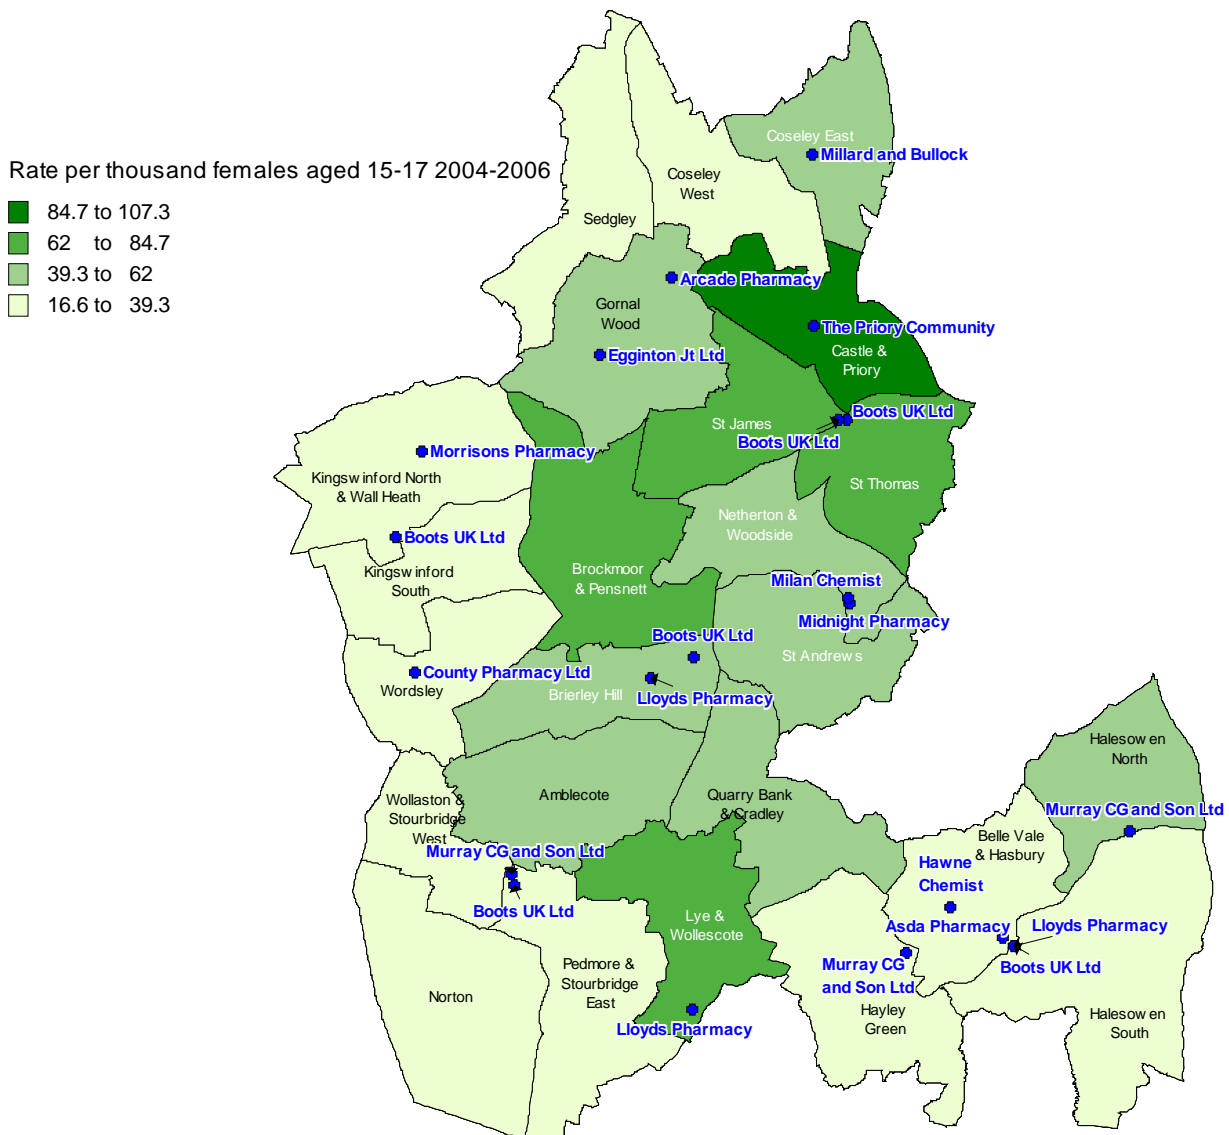 Rate per thousand females aged 15-17 2004-2006
84.7 to 107.3
62 to 84.7
39.3 to 62
16.6 to 39.3
Coseley East
Millard and Bullock
Coseley
West
Sedgley
Arcade Pharmacy
Gornal
Wood
The Priory Community
Castle &
Priory
Egginton Jt Ltd
Boots UK Ltd
St James
Boots UK Ltd
Morrisons Pharmacy
Kingswinford North
& Wall Heath
St Thomas
Netherton &
Woodside
Boots UK Ltd
Kingswinford
South
Brockmoor
& Pensnett
Milan Chemist
Midnight Pharmacy
Boots UK Ltd
St Andrews
County Pharmacy Ltd
Wordsley
Brierley Hill
Lloyds Pharmacy
Halesowen
North
Amblecote
Quarry Bank
& Cradley
Wollaston &
Stourbridge
West
Murray CG and Son Ltd
Belle Vale
& Hasbury
Murray CG and Son Ltd
Hawne
Chemist
Boots UK Ltd
Lye &
Wollescote
Asda Pharmacy
Lloyds Pharmacy
Boots UK Ltd
Murray CG
and Son Ltd
Pedmore &
Stourbridge
East
Norton
Hayley
Green
Halesowen
South
Lloyds Pharmacy